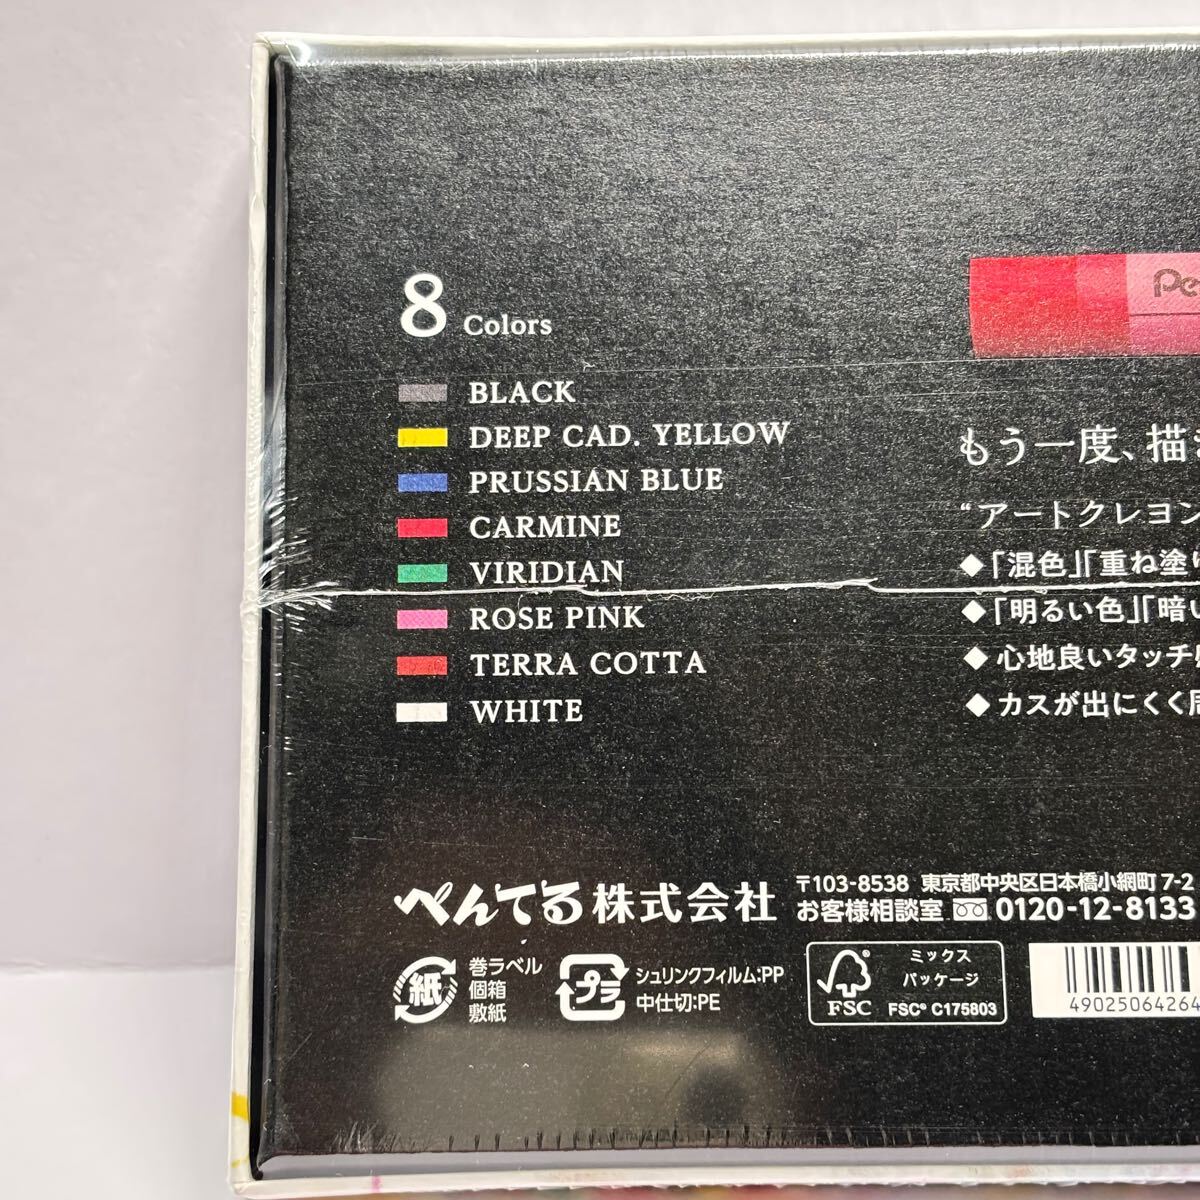 8 Colors
BLACK
DEEP CAD. YELLOW
PRUSSIAN BLUE
CARMINE
VIRIDIAN
ROSE PINK
TERRA COTTA
WHITE
Pe
もう一度、描
“アートクレヨン
◆「混色」「重ね塗り
◆「明るい色」「暗い
◆ 心地良いタッチ
◆ カスが出にくく
ぺんてる株式会社
〒103-8538 東京都中央区日本橋小網町7-2
お客様相談室 0120-12-8133
紙
巻ラベル
個箱
敷紙
プラ
シュリンクフィルム:PP
中仕切:PE
FSC
ミックス
パッケージ
FSC® C175803
49025064264